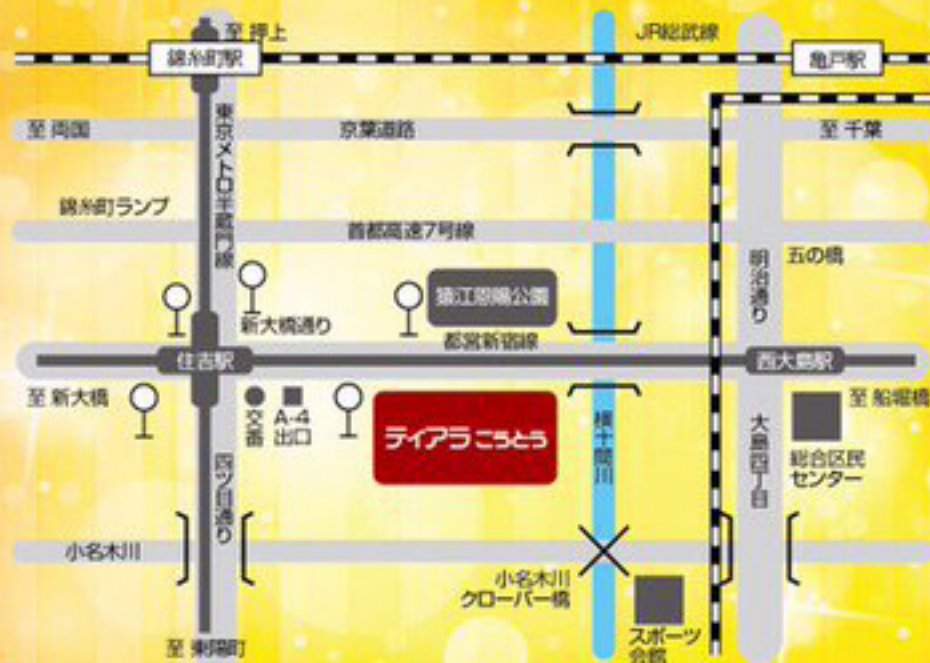 至 押上
JR総武線
錦糸町駅
亀戸駅
至 両国
京葉道路
至 千葉
東京メトロ半蔵門線
錦糸町ランプ
首都高速7号線
明治通り
五の橋
猿江恩賜公園
新大橋通り
都営新宿線
住吉駅
西大島駅
至 新大橋
交番
A-4
出口
ティアラこうとう
横十間川
大島四丁目
至 船堀橋
総合区民
センター
四ツ目通り
小名木川
小名木川
クローバー橋
スポーツ
会館
至 東陽町